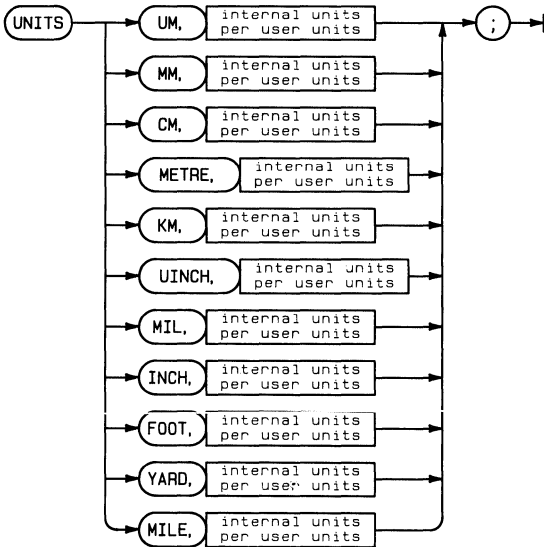 UNITS UM, internal units ;
per user units
MM, internal units
per user units
CM, internal units
per user units
METRE, internal units
per user units
KM, internal units
per user units
UINCH, internal units
per user units
MIL, internal units
per user units
INCH, internal units
per user units
FOOT, internal units
per user units
YARD, internal units
per user units
MILE, internal units
per user units